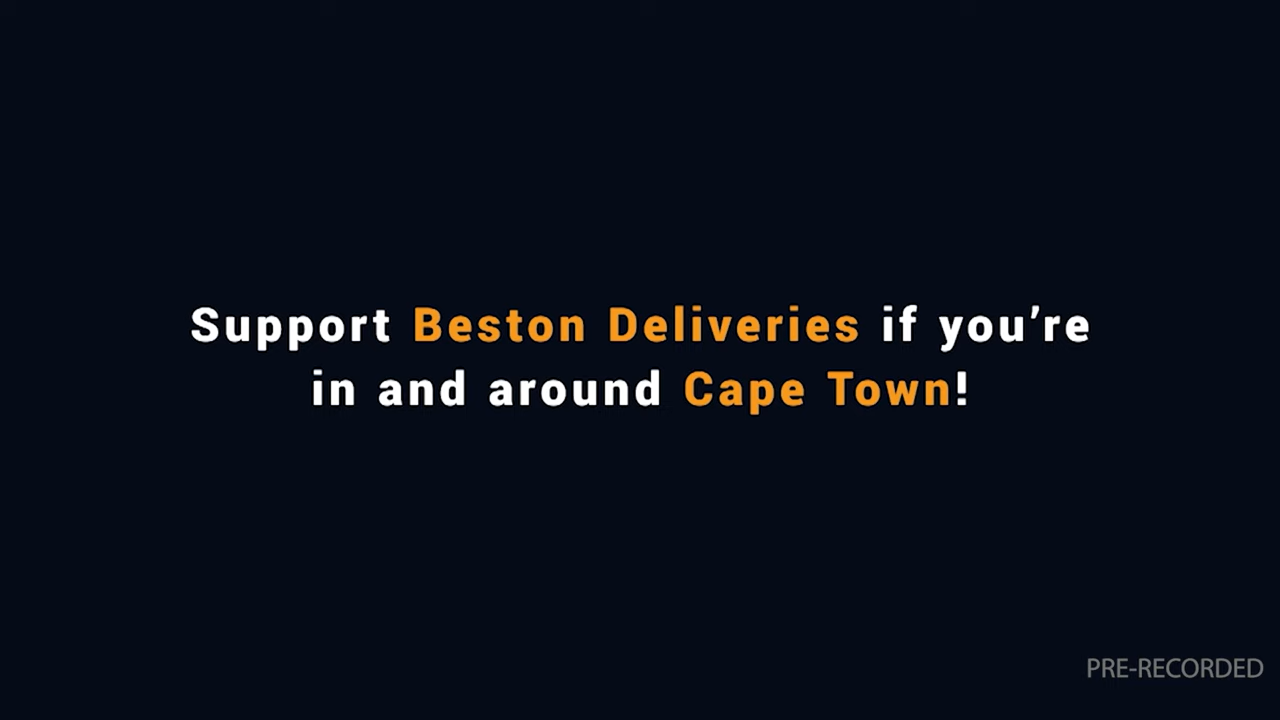 Support Beston Deliveries if you’re
in and around Cape Town!
PRE-RECORDED